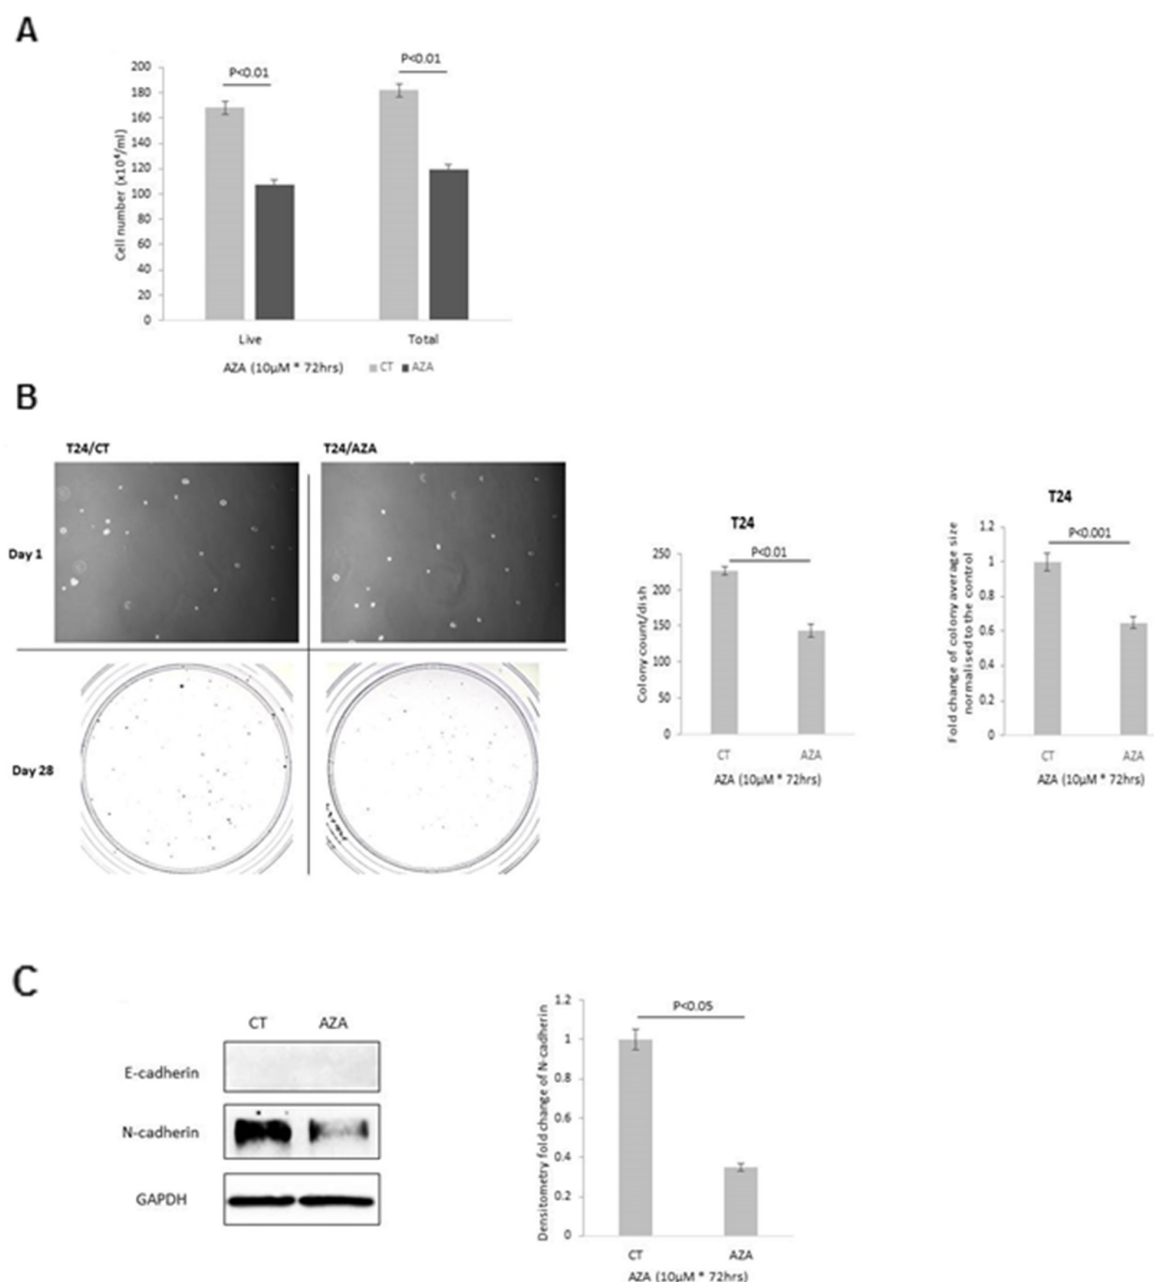 A
200
180
160
140
120
100
80
60
40
20
0
Cell number (x10⁴/ml)
P<0.01
P<0.01
Live
Total
AZA (10µM * 72hrs)
CT
AZA
B
T24/CT
T24/AZA
Day 1
Day 28
T24
250
200
150
100
50
0
Colony count/dish
P<0.01
CT
AZA
AZA (10µM * 72hrs)
T24
1.2
1
0.8
0.6
0.4
0.2
0
Fold change of colony average size
normalised to the control
P<0.001
CT
AZA
AZA (10µM * 72hrs)
C
CT
AZA
E-cadherin
N-cadherin
GAPDH
1.2
1
0.8
0.6
0.4
0.2
0
Densitometry fold change of N-cadherin
P<0.05
CT
AZA
AZA (10µM * 72hrs)